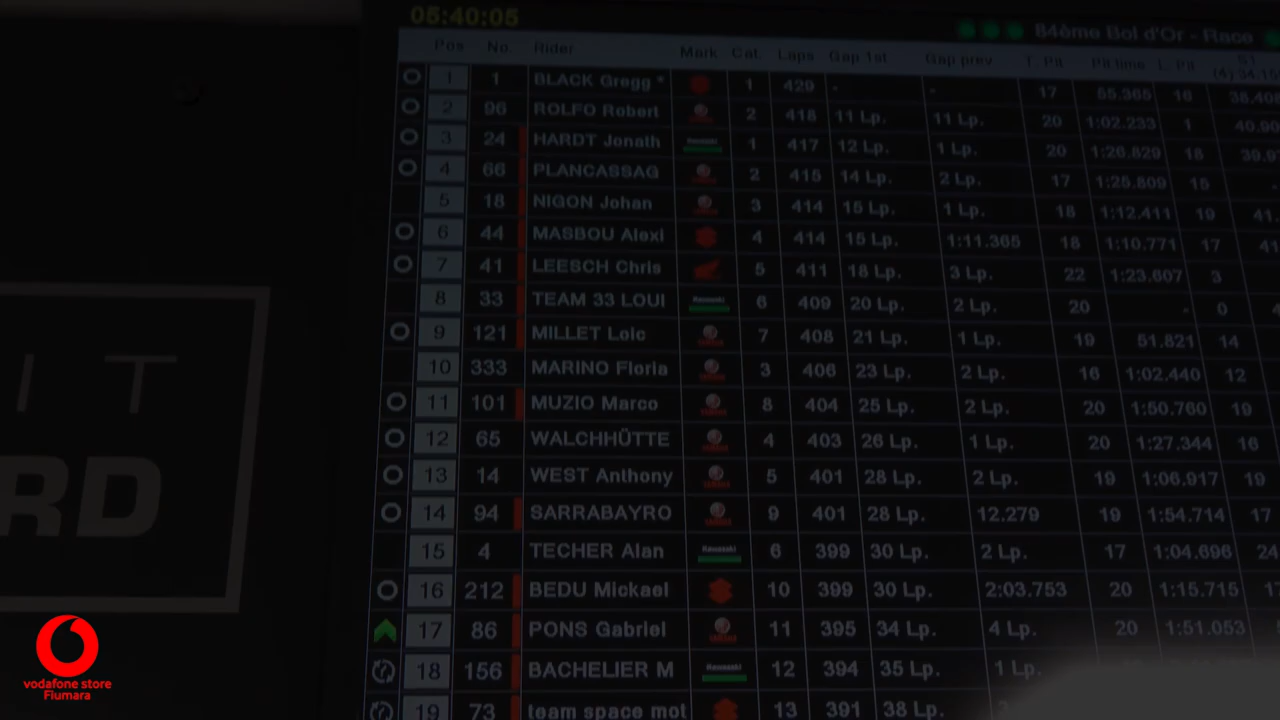 05:40:05 84ème Bol d'Or - Race
Pos No. Rider Mark Cat. Laps Gap 1st Gap prev T. Pit Pit time L. Pit S1
1 1 BLACK Gregg * 1 429 - - 17 55.365 16
2 96 ROLFO Robert 2 418 11 Lp. 11 Lp. 20 1:02.233 1
3 24 HARDT Jonath Kawasaki 1 417 12 Lp. 1 Lp. 20 1:26.829 18
4 66 PLANCASSAG 2 415 14 Lp. 2 Lp. 17 1:25.809 15
5 18 NIGON Johan 3 414 15 Lp. 1 Lp. 18 1:12.411 19
6 44 MASBOU Alexi 4 414 15 Lp. 1:11.365 18 1:10.771 17
7 41 LEESCH Chris 5 411 18 Lp. 3 Lp. 22 1:23.607 3
8 33 TEAM 33 LOUI Kawasaki 6 409 20 Lp. 2 Lp. 20 - 0
9 121 MILLET Loic 7 408 21 Lp. 1 Lp. 19 51.821 14
10 333 MARINO Floria 3 406 23 Lp. 2 Lp. 16 1:02.440 12
11 101 MUZIO Marco 8 404 25 Lp. 2 Lp. 20 1:50.760 19
12 65 WALCHHÜTTE 4 403 26 Lp. 1 Lp. 20 1:27.344 16
13 14 WEST Anthony 5 401 28 Lp. 2 Lp. 19 1:06.917 19
14 94 SARRABAYRO 9 401 28 Lp. 12.279 19 1:54.714 17
15 4 TECHER Alan Kawasaki 6 399 30 Lp. 2 Lp. 17 1:04.696 24
16 212 BEDU Mickael 10 399 30 Lp. 2:03.753 20 1:15.715
17 86 PONS Gabriel 11 395 34 Lp. 4 Lp. 20 1:51.053
18 156 BACHELIER M Kawasaki 12 394 35 Lp. 1 Lp.
19 73 team space mot 13 391 38 Lp.
I T
RD
vodafone store
Fiumara